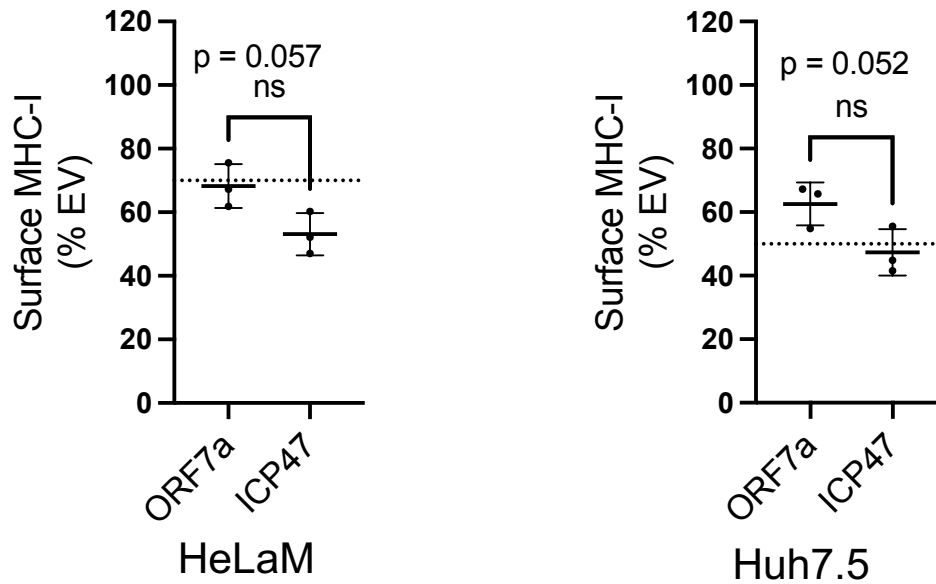 120
100
80
60
40
20
0
Surface MHC-I
(% EV)
p = 0.057
ns
ORF7a
ICP47
HeLaM
120
100
80
60
40
20
0
Surface MHC-I
(% EV)
p = 0.052
ns
ORF7a
ICP47
Huh7.5